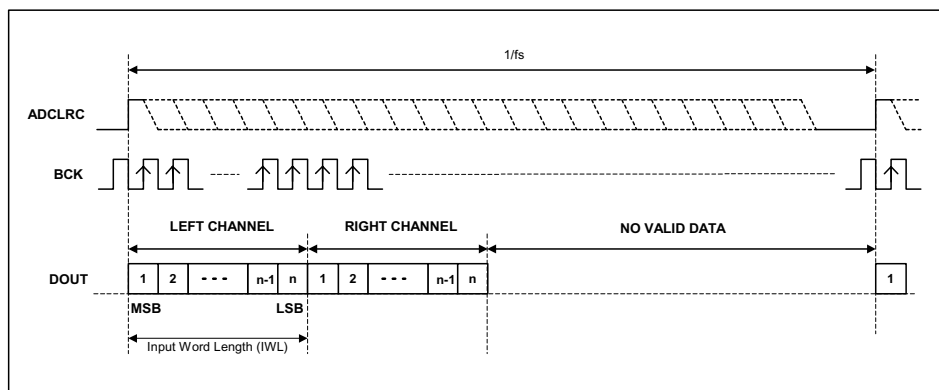 1/fs
ADCLRC
BCK
LEFT CHANNEL RIGHT CHANNEL NO VALID DATA
DOUT 1 2 - - - n-1 n 1 2 - - - n-1 n 1
MSB LSB
Input Word Length (IWL)